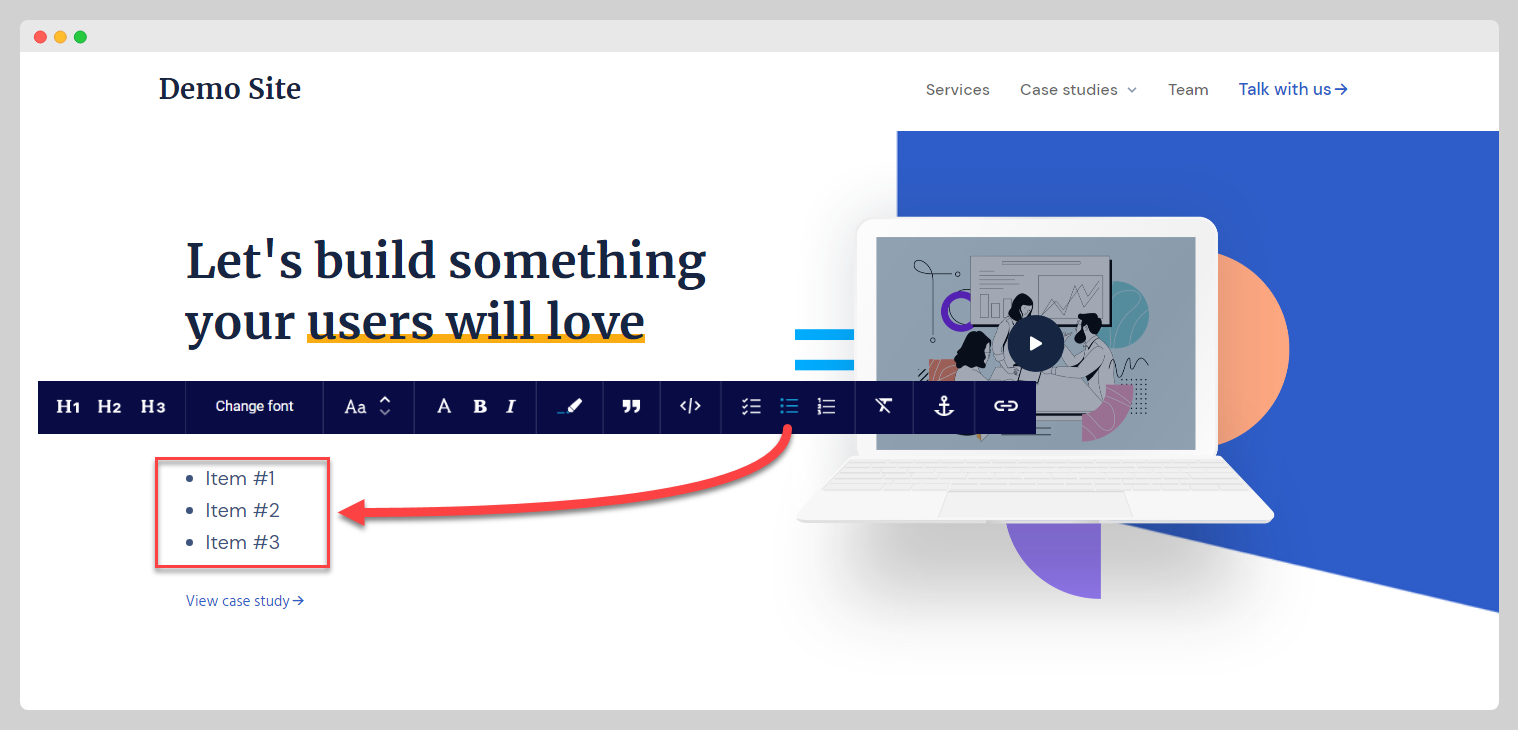 Demo Site
Services Case studies Team Talk with us
Let's build something
your users will love
H1 H2 H3 Change font Aa A B I
Item #1
Item #2
Item #3
View case study